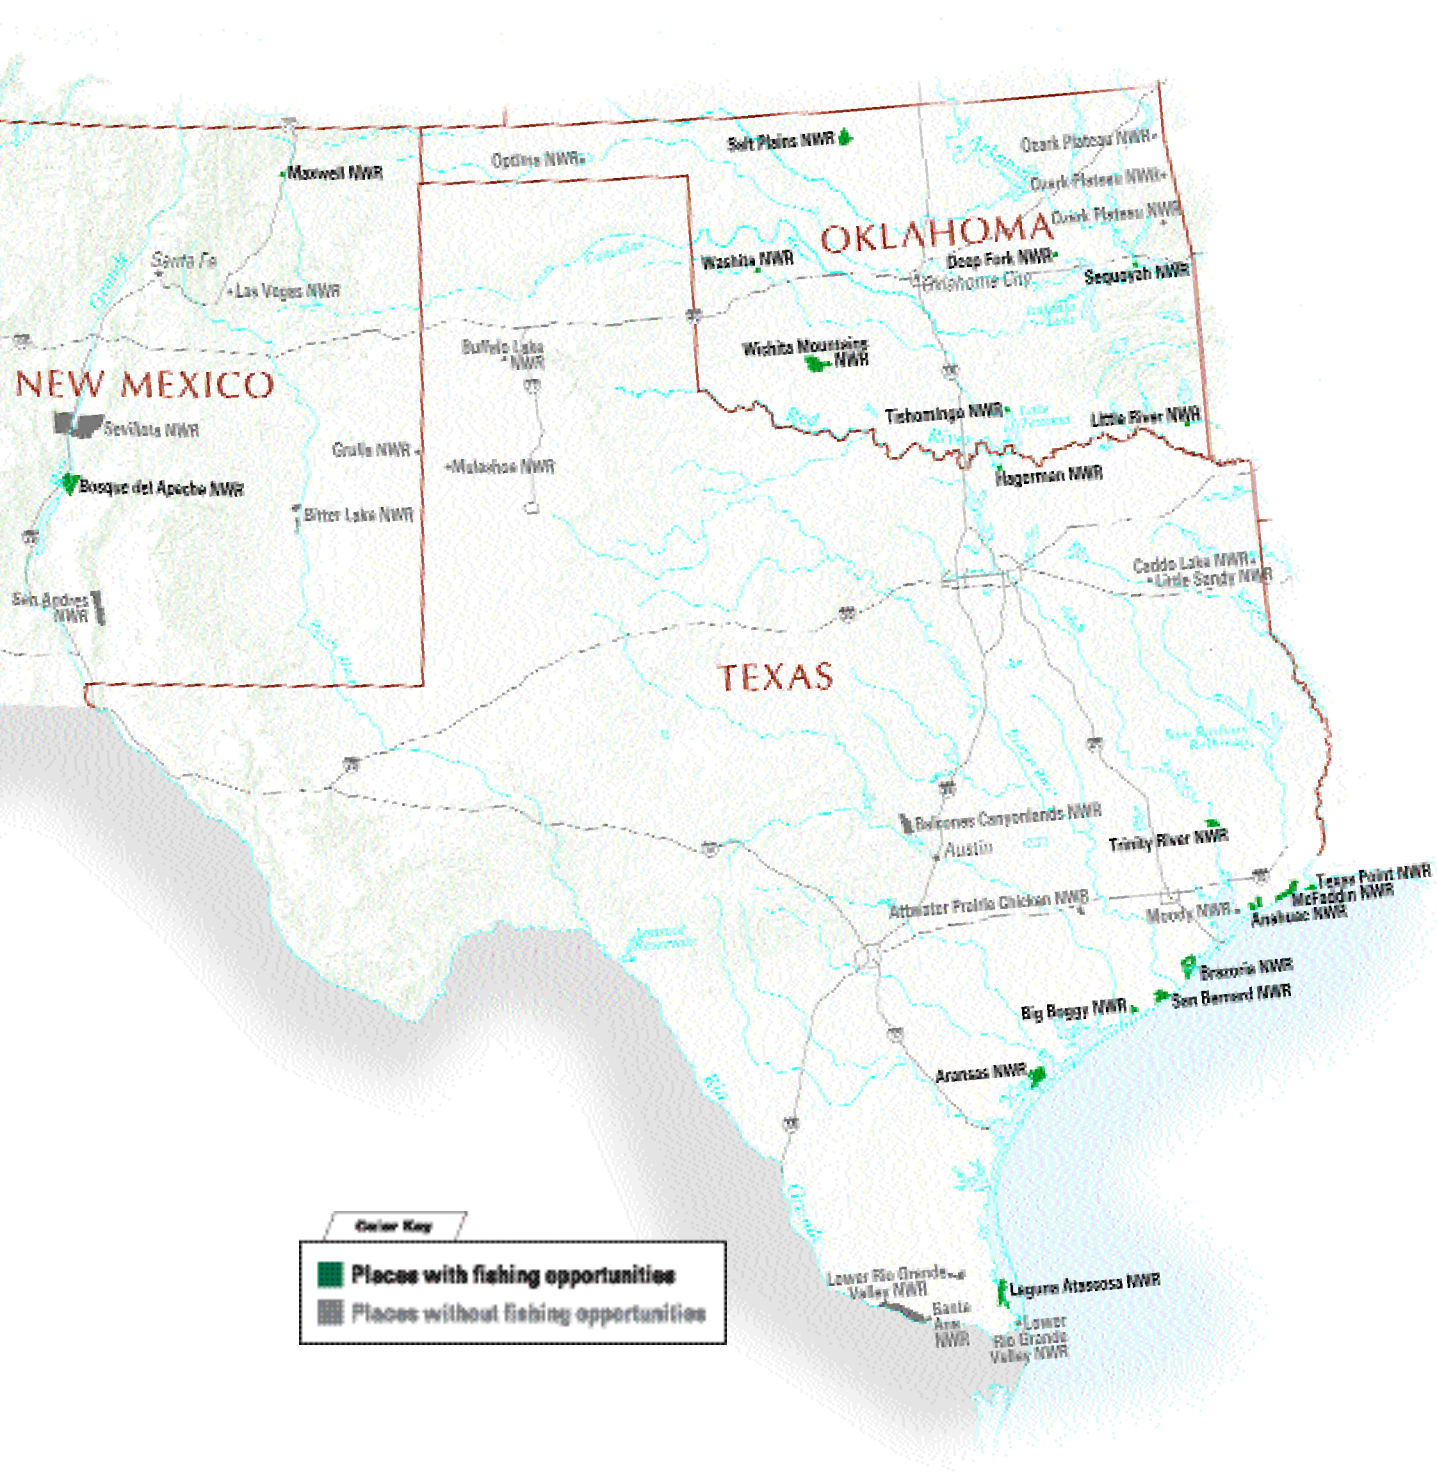 Salt Plains NWR
Ozark Plateau NWR
Optima NWR
Maxwell NWR
Ozark Plateau NWR
Ozark Plateau NWR
OKLAHOMA
Canadian
Washita NWR
Deep Fork NWR
Sequoyah NWR
Santa Fe
Grande
Las Vegas NWR
Oklahoma City
Buffalo Lake
NWR
Wichita Mountains
NWR
NEW MEXICO
Tishomingo NWR
Little River NWR
Red
River
Sevilleta NWR
Grulla NWR
Muleshoe NWR
Hagerman NWR
Bosque del Apache NWR
Bitter Lake NWR
Caddo Lake NWR
Little Sandy NWR
San Andres
NWR
TEXAS
Balcones Canyonlands NWR
Austin
Trinity River NWR
Texas Point NWR
McFaddin NWR
Anahuac NWR
Attwater Prairie Chicken NWR
Moody NWR
Brazoria NWR
San Bernard NWR
Big Boggy NWR
Aransas NWR
Rio
Grande
Color Key
Places with fishing opportunities
Places without fishing opportunities
Lower Rio Grande
Valley NWR
Laguna Atascosa NWR
Santa
Ana
NWR
Lower
Rio Grande
Valley NWR